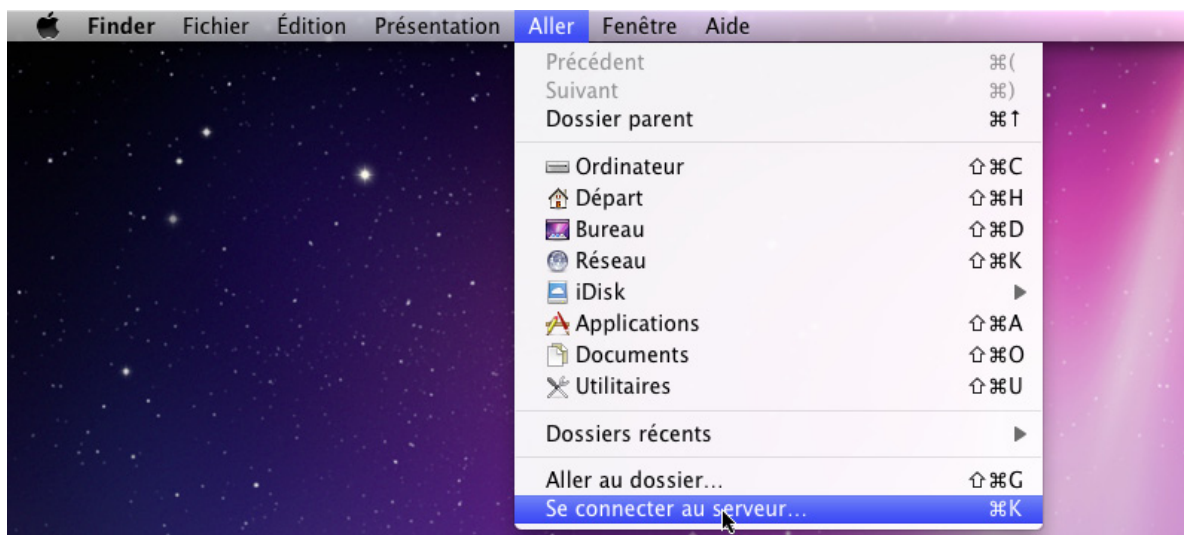 Finder Fichier Édition Présentation Aller Fenêtre Aide
Précédent ⌘(
Suivant ⌘)
Dossier parent ⌘↑
Ordinateur ⇧⌘C
Départ ⇧⌘H
Bureau ⇧⌘D
Réseau ⇧⌘K
iDisk
Applications ⇧⌘A
Documents ⇧⌘O
Utilitaires ⇧⌘U
Dossiers récents
Aller au dossier... ⇧⌘G
Se connecter au serveur... ⌘K